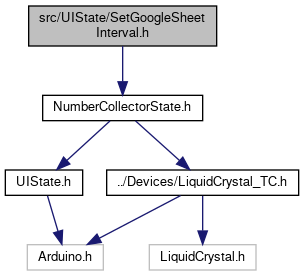 src/UIState/SetGoogleSheet
Interval.h
NumberCollectorState.h
UIState.h
../Devices/LiquidCrystal_TC.h
Arduino.h
LiquidCrystal.h